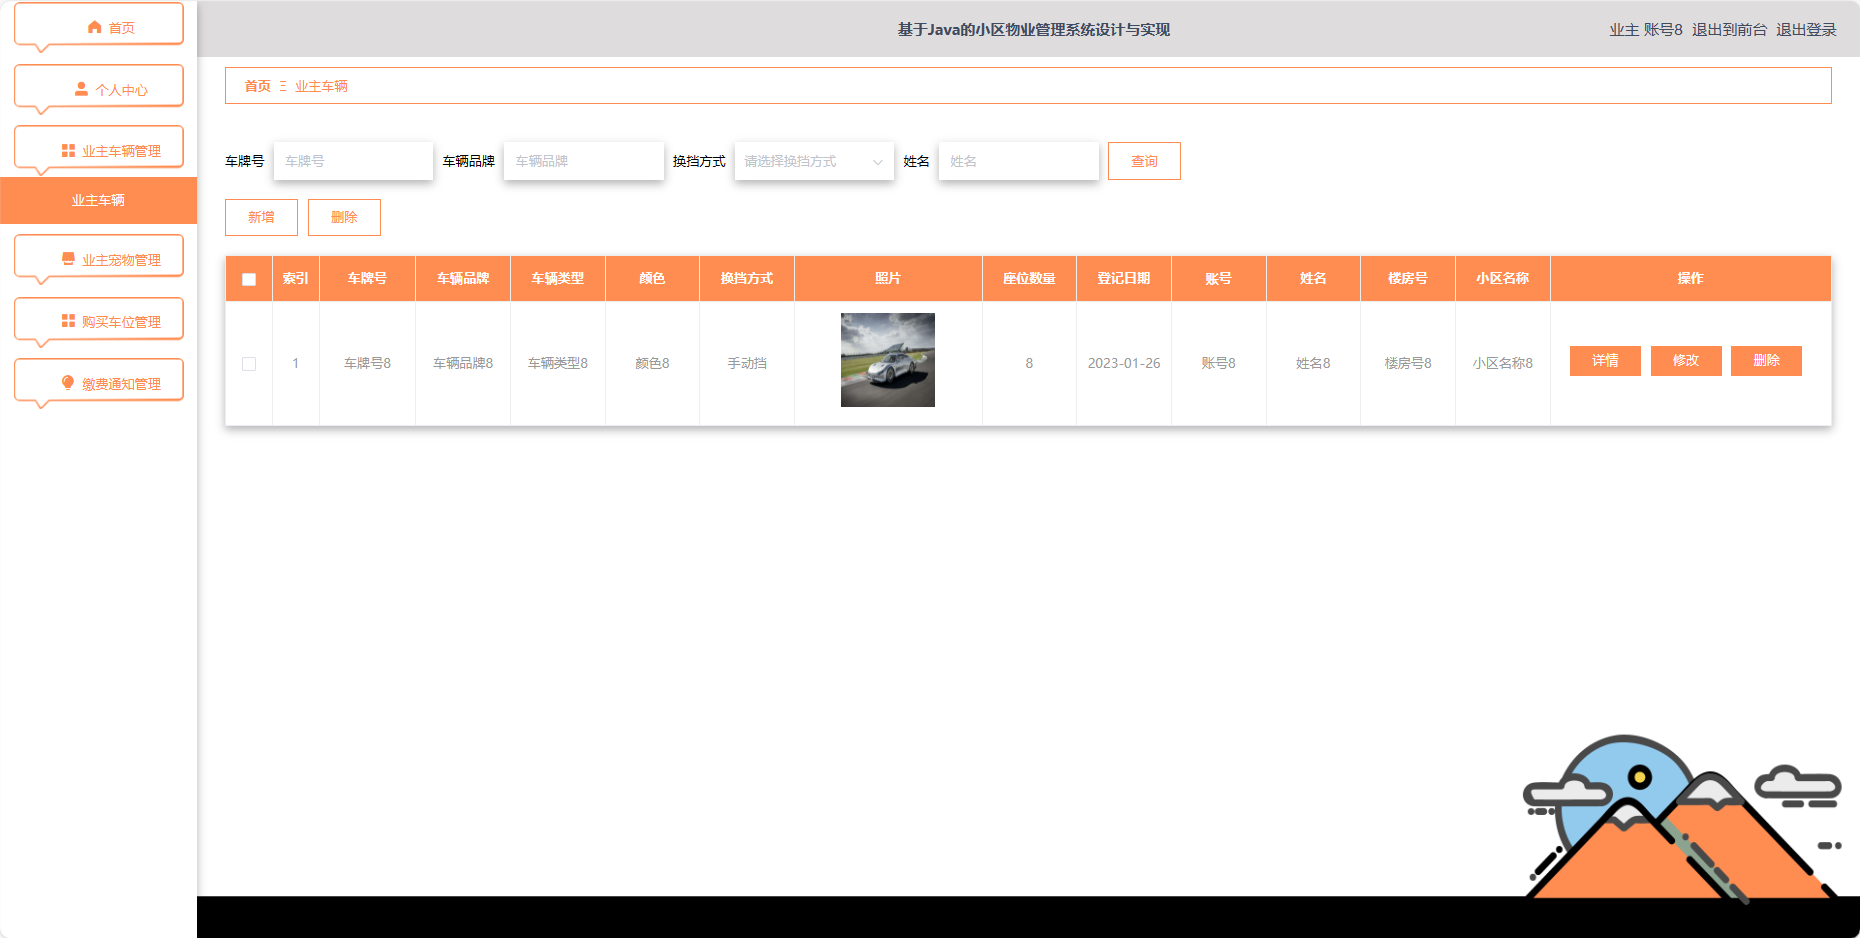 首页
个人中心
业主车辆管理
业主车辆
业主宠物管理
购买车位管理
缴费通知管理
基于Java的小区物业管理系统设计与实现
业主 账号8 退出到前台 退出登录
首页 Ξ 业主车辆
车牌号 车牌号 车辆品牌 车辆品牌 换挡方式 请选择换挡方式 姓名 姓名 查询
新增 删除
索引 车牌号 车辆品牌 车辆类型 颜色 换挡方式 照片 座位数量 登记日期 账号 姓名 楼房号 小区名称 操作
1 车牌号8 车辆品牌8 车辆类型8 颜色8 手动挡 8 2023-01-26 账号8 姓名8 楼房号8 小区名称8 详情 修改 删除